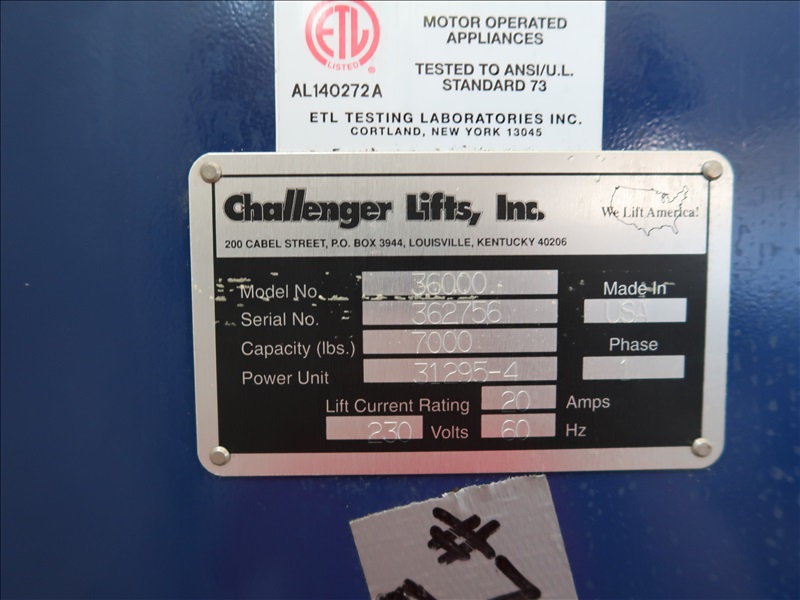 ETL
LISTED
AL140272A
MOTOR OPERATED
APPLIANCES
TESTED TO ANSI/U.L.
STANDARD 73
ETL TESTING LABORATORIES INC.
CORTLAND, NEW YORK 13045
Challenger Lifts, Inc.
We Lift America!
200 CABEL STREET, P.O. BOX 3944, LOUISVILLE, KENTUCKY 40206
Model No. 36000
Made In
Serial No. 362756
USA
Capacity (lbs.) 7000
Phase
Power Unit 31295-4
1
Lift Current Rating 20 Amps
230 Volts 60 Hz
#